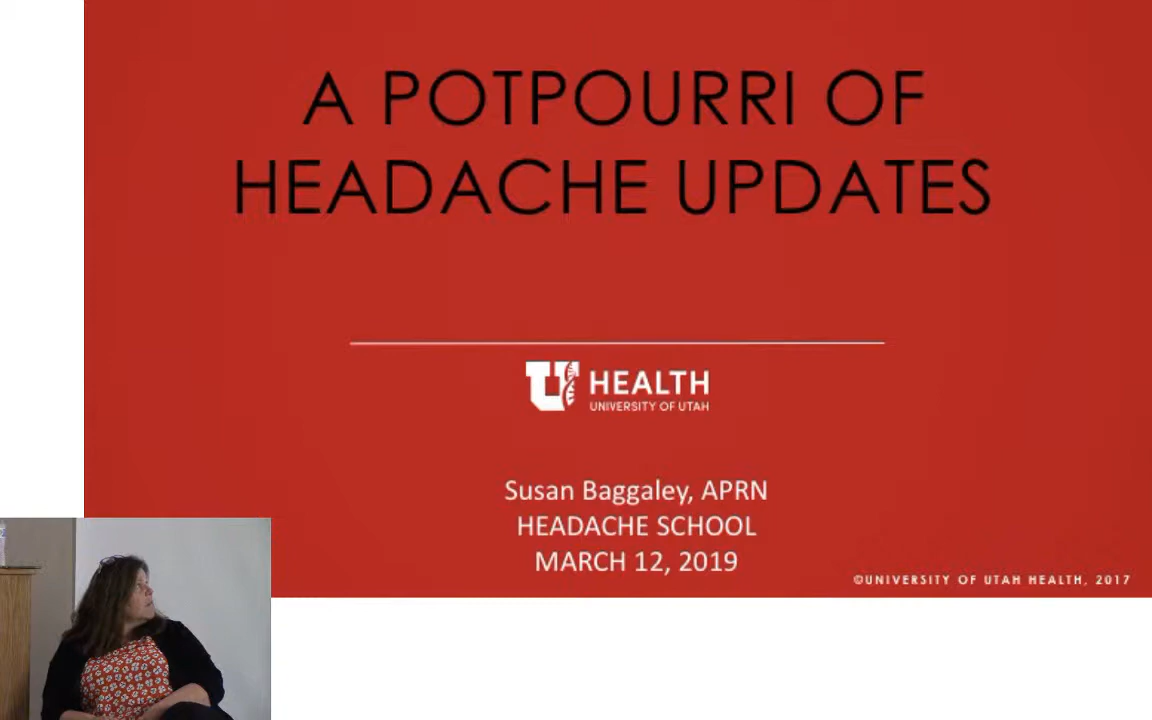 A POTPOURRI OF
HEADACHE UPDATES
U HEALTH
UNIVERSITY OF UTAH
Susan Baggaley, APRN
HEADACHE SCHOOL
MARCH 12, 2019
©UNIVERSITY OF UTAH HEALTH, 2017